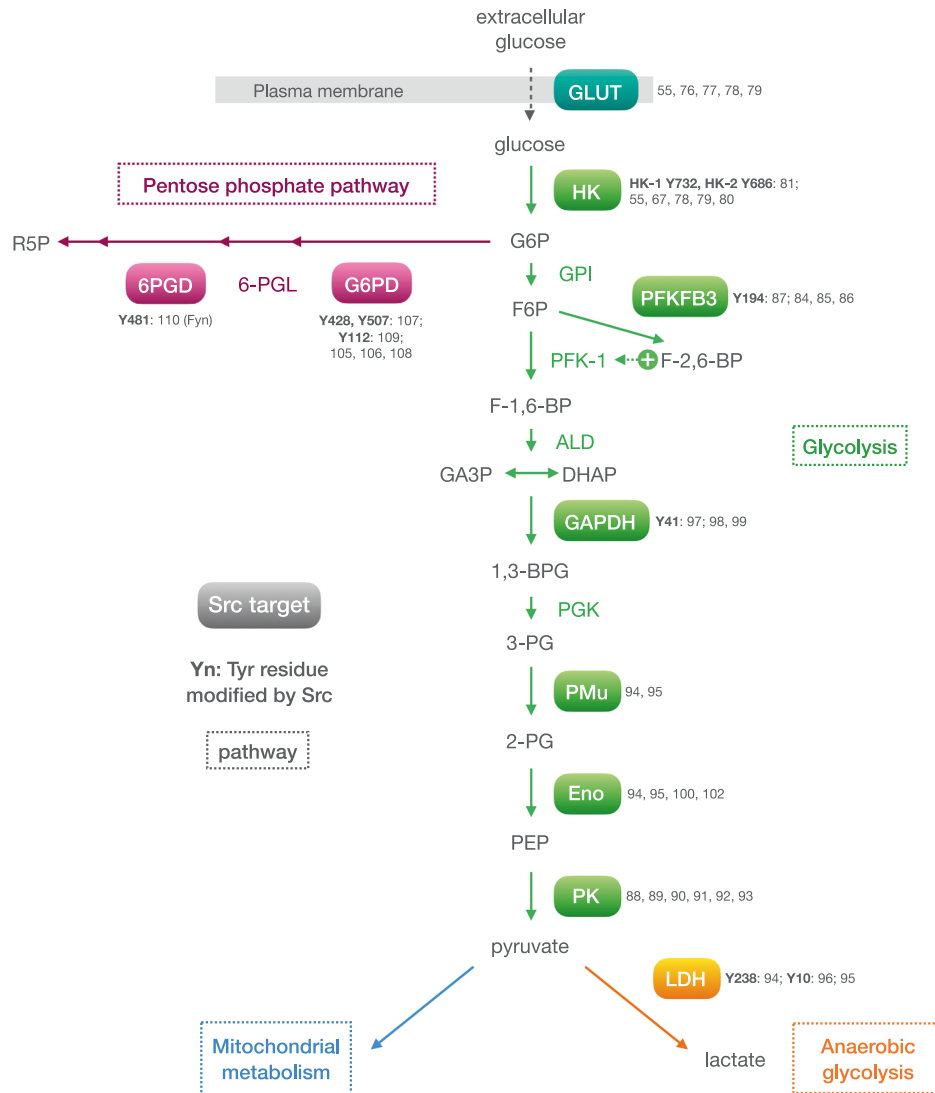 extracellular
glucose
Plasma membrane
GLUT
55, 76, 77, 78, 79
glucose
Pentose phosphate pathway
HK
HK-1 Y732, HK-2 Y686: 81;
55, 67, 78, 79, 80
R5P
G6P
6PGD
6-PGL
G6PD
GPI
PFKFB3
Y194: 87; 84, 85, 86
Y481: 110 (Fyn)
Y428, Y507: 107;
Y112: 109;
105, 106, 108
F6P
PFK-1
+
F-2,6-BP
F-1,6-BP
ALD
Glycolysis
GA3P
DHAP
GAPDH
Y41: 97; 98, 99
1,3-BPG
Src target
PGK
3-PG
Yn: Tyr residue
modified by Src
PMu
94, 95
pathway
2-PG
Eno
94, 95, 100, 102
PEP
PK
88, 89, 90, 91, 92, 93
pyruvate
LDH
Y238: 94; Y10: 96; 95
Mitochondrial
metabolism
lactate
Anaerobic
glycolysis